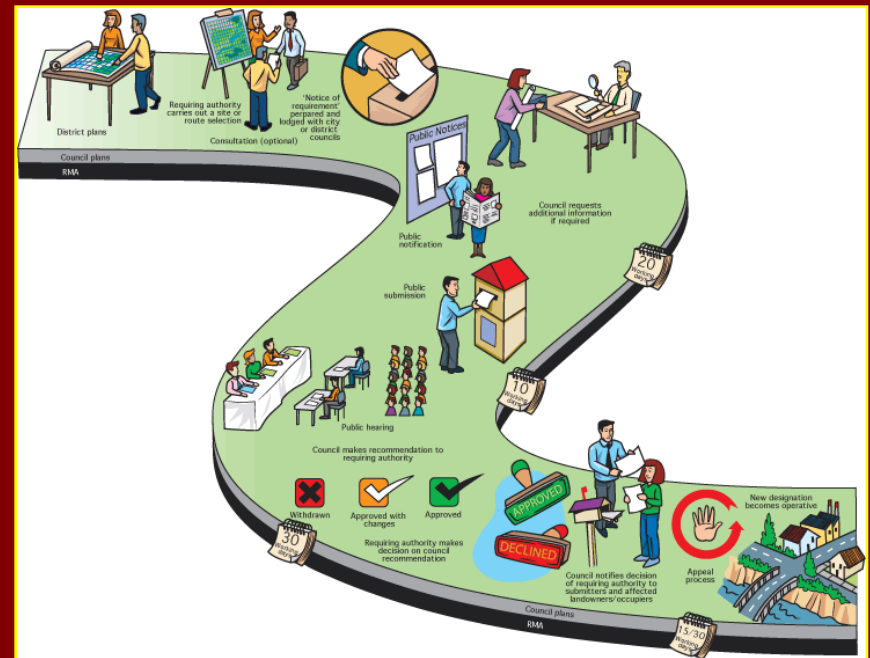 District plans
Requiring authority
carries out a site or
route selection
Consultation (optional)
'Notice of
requirement'
perpared and
lodged with city
or district
councils
Council plans
RMA
Public Notices
Council requests
additional information
if required
Public
notification
20
Working
days
Public
submission
10
Working
days
Public hearing
Council makes recommendation to
requiring authority
Withdrawn
Approved with
changes
Approved
Requiring authority makes
decision on council
recommendation
30
Working
days
APPROVED
DECLINED
Council notifies decision
of requiring authority to
submitters and affected
landowners/occupiers
Appeal
process
New designation
becomes operative
Council plans
RMA
15/30
Working
days